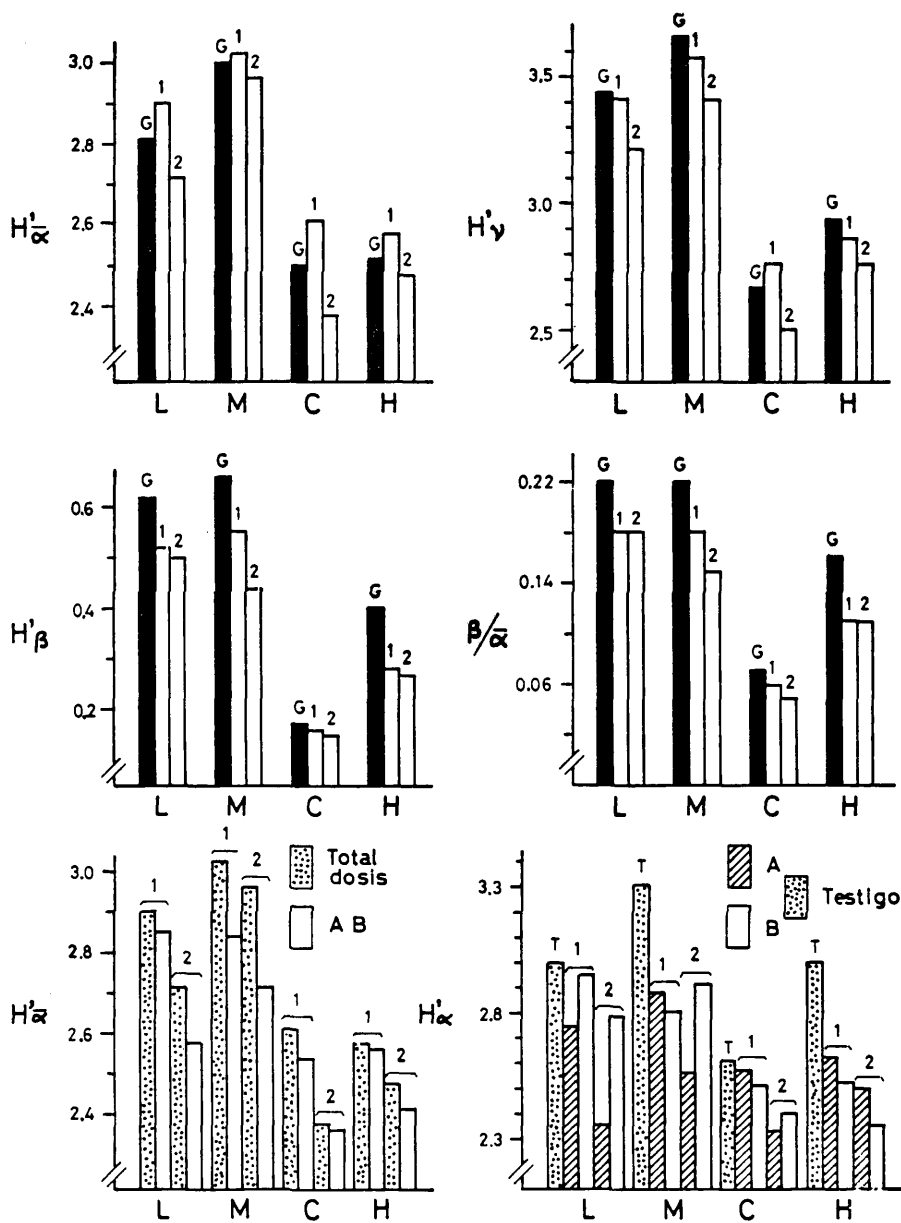 H'ᾱ
3.0
2.8
2.6
2.4
G 1 2
G 1 2
G 1 2
G 1 2
L M C H
H'γ
3,5
3.0
2.5
G 1 2
G 1 2
G 1 2
G 1 2
L M C H
H'β
0.6
0,4
0,2
G 1 2
G 1 2
G 1 2
G 1 2
L M C H
β/ᾱ
0.22
0.14
0.06
G 1 2
G 1 2
G 1 2
G 1 2
L M C H
H'ᾱ
3.0
2.8
2.6
2.4
1 2
1 2
1 2
1 2
Total
dosis
A B
L M C H
H'α
3,3
2.8
2.3
T 1 2
T 1 2
T 1 2
T 1 2
A
B
Testigo
L M C H